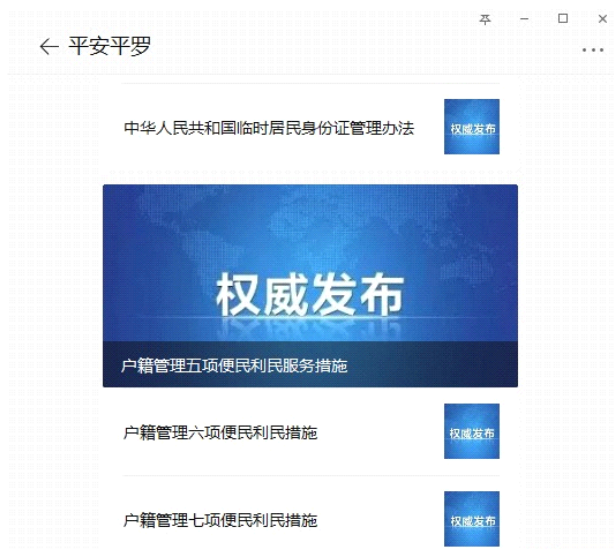 平安平罗
中华人民共和国临时居民身份证管理办法
权威发布
权威发布
户籍管理五项便民利民服务措施
户籍管理六项便民利民措施
权威发布
户籍管理七项便民利民措施
权威发布